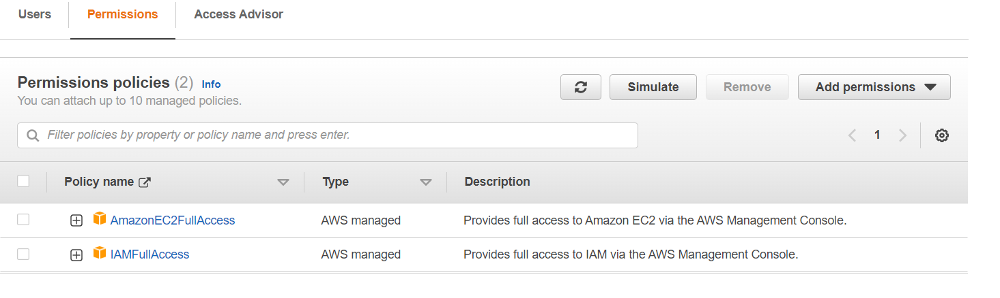 Users Permissions Access Advisor
Permissions policies (2) Info
You can attach up to 10 managed policies.
Simulate Remove Add permissions
Filter policies by property or policy name and press enter.
1
Policy name Type Description
AmazonEC2FullAccess AWS managed Provides full access to Amazon EC2 via the AWS Management Console.
IAMFullAccess AWS managed Provides full access to IAM via the AWS Management Console.